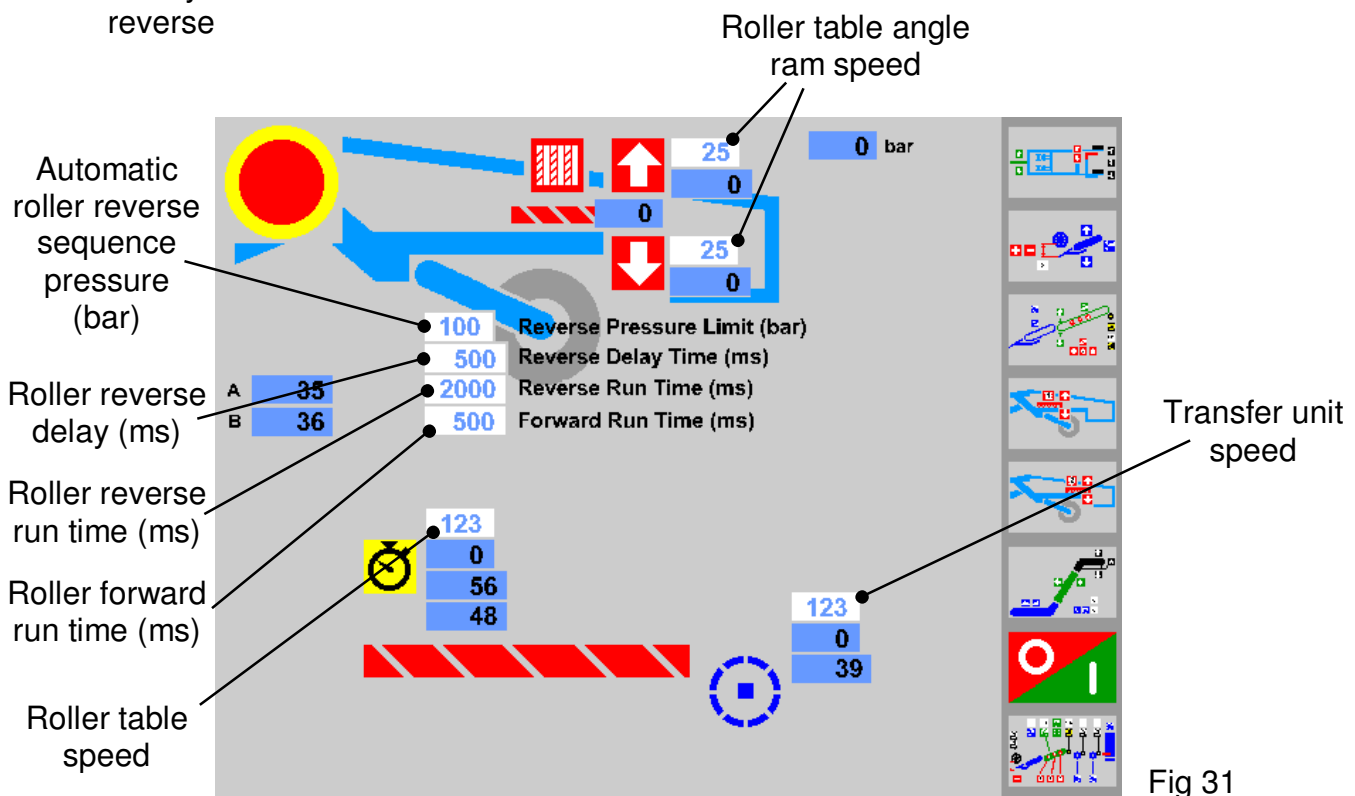 reverse
Roller table angle
ram speed
25
0 bar
0
0
25
0
Automatic
roller reverse
sequence
pressure
(bar)
100 Reverse Pressure Limit (bar)
500 Reverse Delay Time (ms)
2000 Reverse Run Time (ms)
500 Forward Run Time (ms)
A 35
B 36
Roller reverse
delay (ms)
Transfer unit
speed
Roller reverse
run time (ms)
Roller forward
run time (ms)
123
0
56
48
123
0
39
Roller table
speed
Fig 31